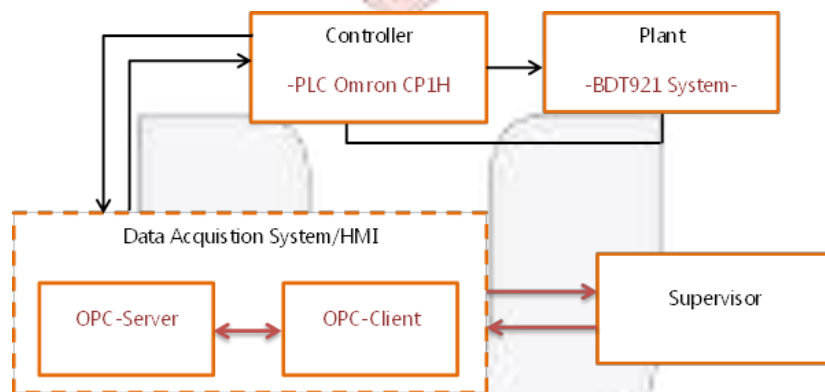 Controller
-PLC Omron CP1H
Plant
-BDT921 System-
Data Acquistion System/HMI
OPC-Server
OPC-Client
Supervisor